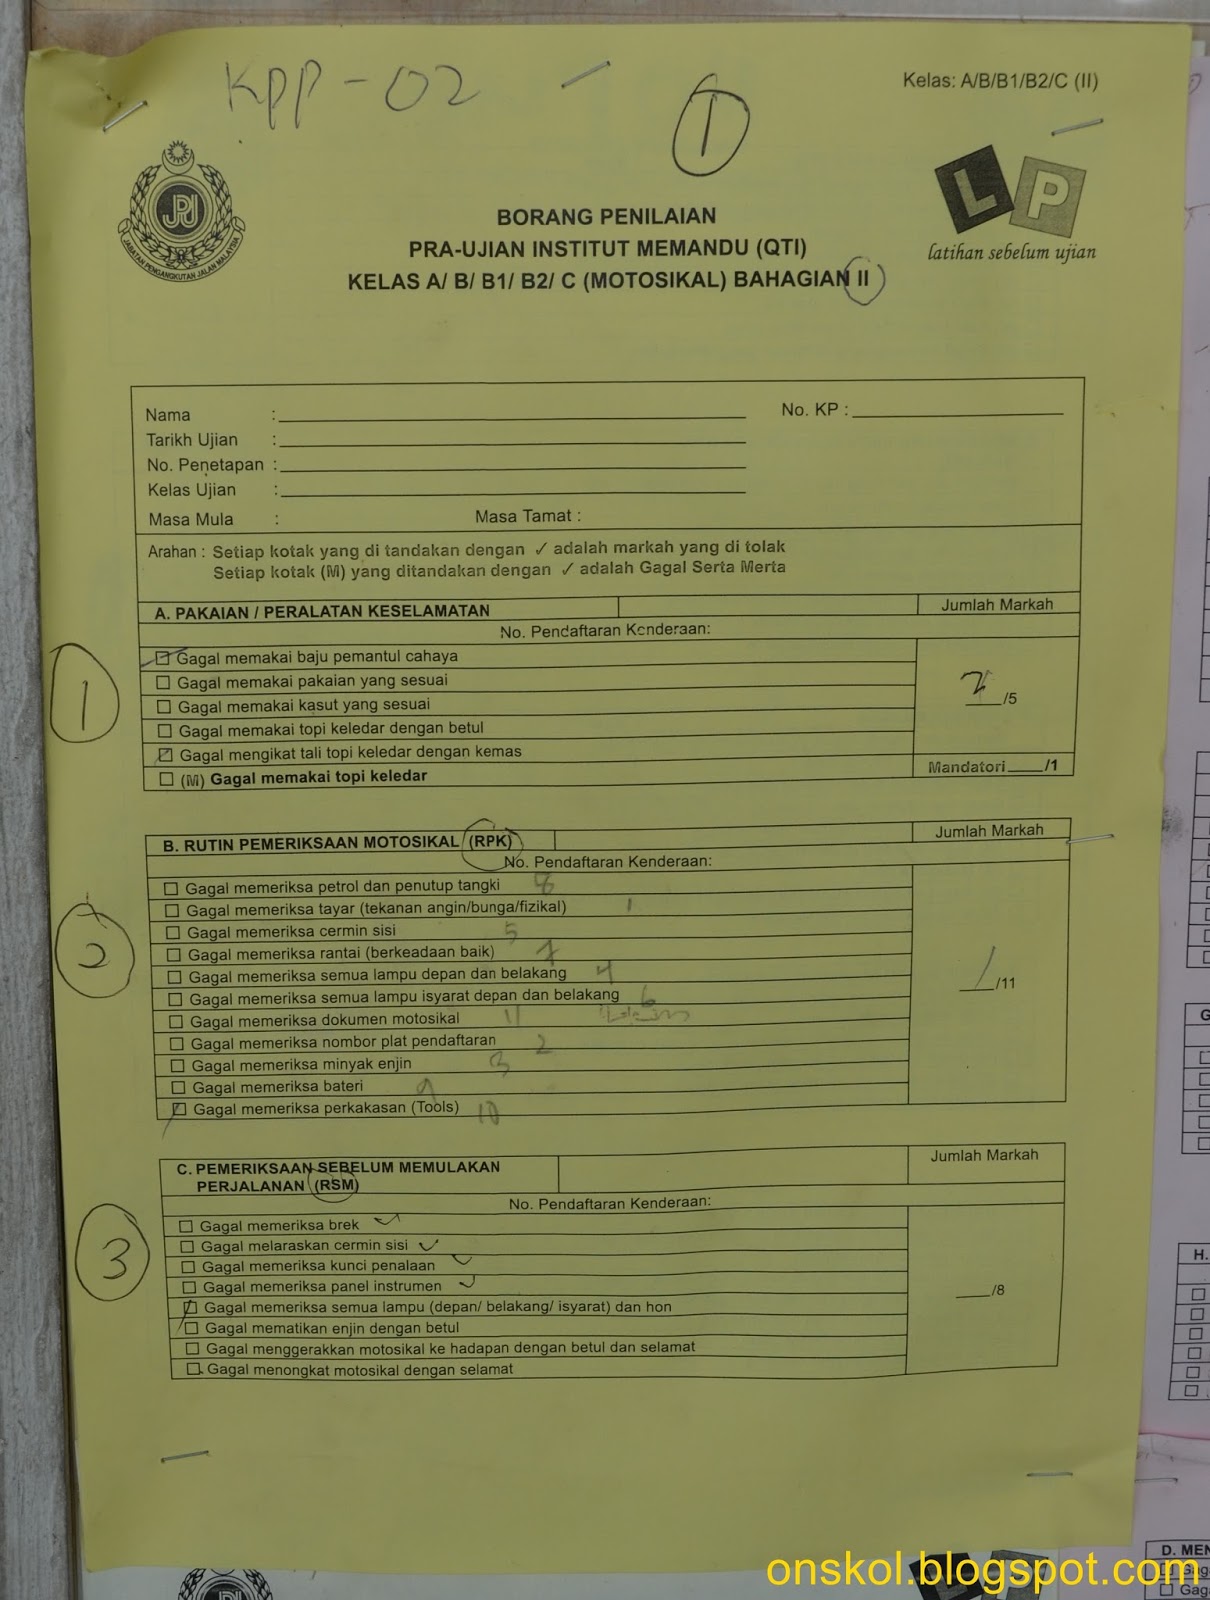 KPP-02
1
Kelas: A/B/B1/B2/C (II)
JPJ
JABATAN PENGANGKUTAN JALAN MALAYSIA
L P
latihan sebelum ujian
BORANG PENILAIAN
PRA-UJIAN INSTITUT MEMANDU (QTI)
KELAS A/ B/ B1/ B2/ C (MOTOSIKAL) BAHAGIAN II
Nama : No. KP :
Tarikh Ujian :
No. Penetapan :
Kelas Ujian :
Masa Mula : Masa Tamat :
Arahan : Setiap kotak yang di tandakan dengan ✓ adalah markah yang di tolak
Setiap kotak (M) yang ditandakan dengan ✓ adalah Gagal Serta Merta
1
A. PAKAIAN / PERALATAN KESELAMATAN Jumlah Markah
No. Pendaftaran Kenderaan:
Gagal memakai baju pemantul cahaya
Gagal memakai pakaian yang sesuai
Gagal memakai kasut yang sesuai
2/5
Gagal memakai topi keledar dengan betul
Gagal mengikat tali topi keledar dengan kemas
(M) Gagal memakai topi keledar Mandatori ____/1
2
B. RUTIN PEMERIKSAAN MOTOSIKAL (RPK) Jumlah Markah
No. Pendaftaran Kenderaan:
Gagal memeriksa petrol dan penutup tangki 8
Gagal memeriksa tayar (tekanan angin/bunga/fizikal) 1
Gagal memeriksa cermin sisi 5
Gagal memeriksa rantai (berkeadaan baik) 7
Gagal memeriksa semua lampu depan dan belakang 4
/11
Gagal memeriksa semua lampu isyarat depan dan belakang 6
Gagal memeriksa dokumen motosikal 11
Gagal memeriksa nombor plat pendaftaran 2
Gagal memeriksa minyak enjin 3
Gagal memeriksa bateri 9
Gagal memeriksa perkakasan (Tools) 10
3
C. PEMERIKSAAN SEBELUM MEMULAKAN Jumlah Markah
PERJALANAN (RSM)
No. Pendaftaran Kenderaan:
Gagal memeriksa brek ✓
Gagal melaraskan cermin sisi ✓
Gagal memeriksa kunci penalaan ✓
Gagal memeriksa panel instrumen ✓
____/8
Gagal memeriksa semua lampu (depan/ belakang/ isyarat) dan hon
Gagal mematikan enjin dengan betul
Gagal menggerakkan motosikal ke hadapan dengan betul dan selamat
Gagal menongkat motosikal dengan selamat
G
H.
D. MEN
Gag
Gag
onskol.blogspot.com